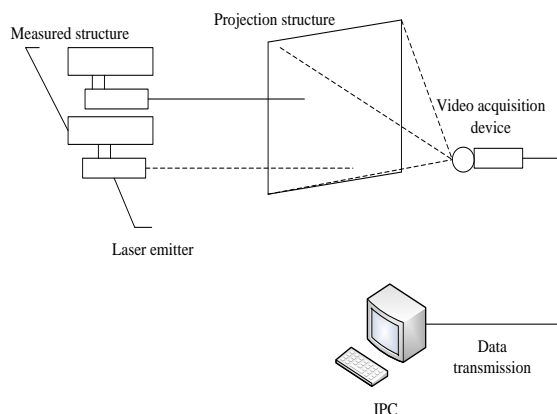 Projection structure
Measured structure
Video acquisition
device
Laser emitter
Data
transmission
IPC